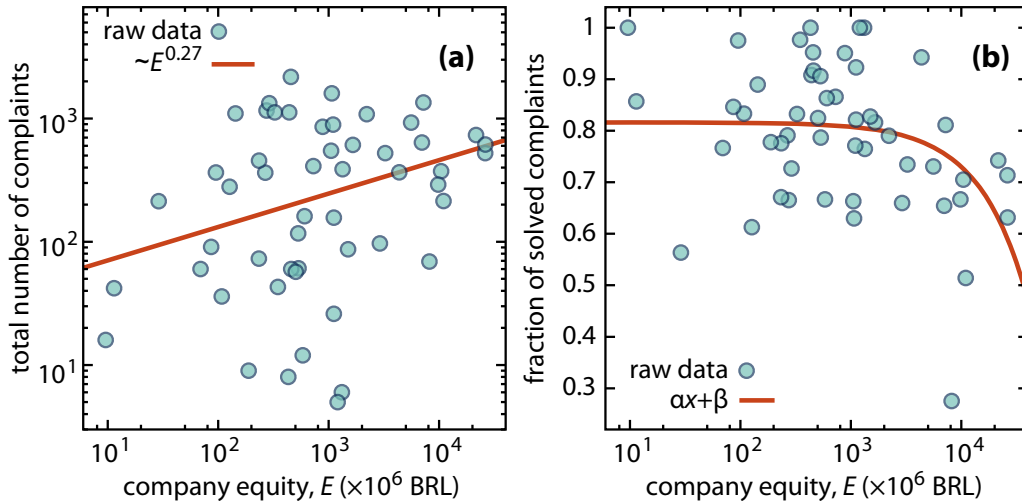 raw data
~E^0.27
(a)
10^3
10^2
10^1
total number of complaints
10^1 10^2 10^3 10^4
company equity, E (×10^6 BRL)
1
0.9
0.8
0.7
0.6
0.5
0.4
0.3
fraction of solved complaints
(b)
raw data
αx+β
10^1 10^2 10^3 10^4
company equity, E (×10^6 BRL)